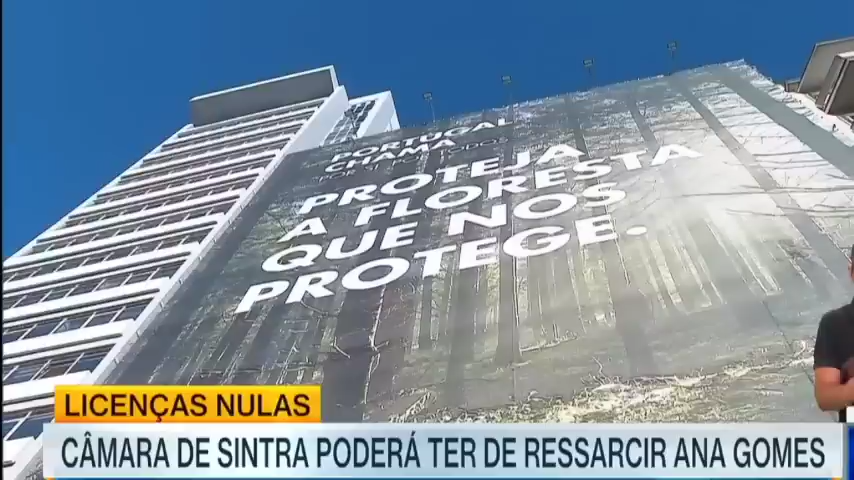 PORTUGAL
CHAMA
PROTEJA
A FLORESTA
QUE NOS
PROTEGE.
LICENÇAS NULAS
CÂMARA DE SINTRA PODERÁ TER DE RESSARCIR ANA GOMES